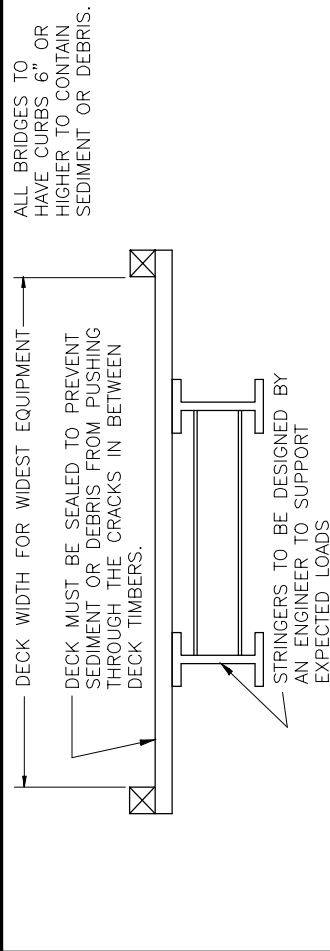 DECK WIDTH FOR WIDEST EQUIPMENT
DECK MUST BE SEALED TO PREVENT
SEDIMENT OR DEBRIS FROM PUSHING
THROUGH THE CRACKS IN BETWEEN
DECK TIMBERS.
ALL BRIDGES TO
HAVE CURBS 6" OR
HIGHER TO CONTAIN
SEDIMENT OR DEBRIS.
STRINGERS TO BE DESIGNED BY
AN ENGINEER TO SUPPORT
EXPECTED LOADS